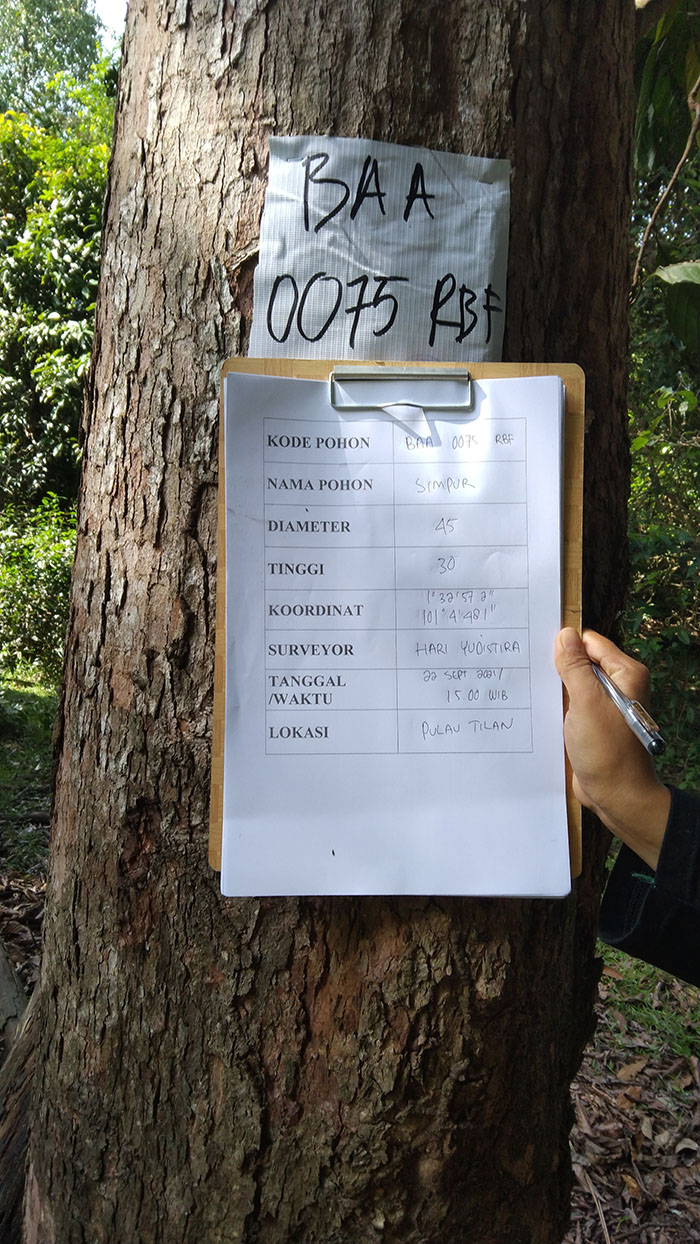 BAA
0075 RBF
KODE POHON BAA 0075 RBF
NAMA POHON SIMPUR
DIAMETER 45
TINGGI 30
KOORDINAT 1° 32' 57 2"
101° 4' 48 1"
SURVEYOR HARI YUDISTIRA
TANGGAL 22 SEPT 2021/
/WAKTU 15 00 WIB
LOKASI PULAU TILAN